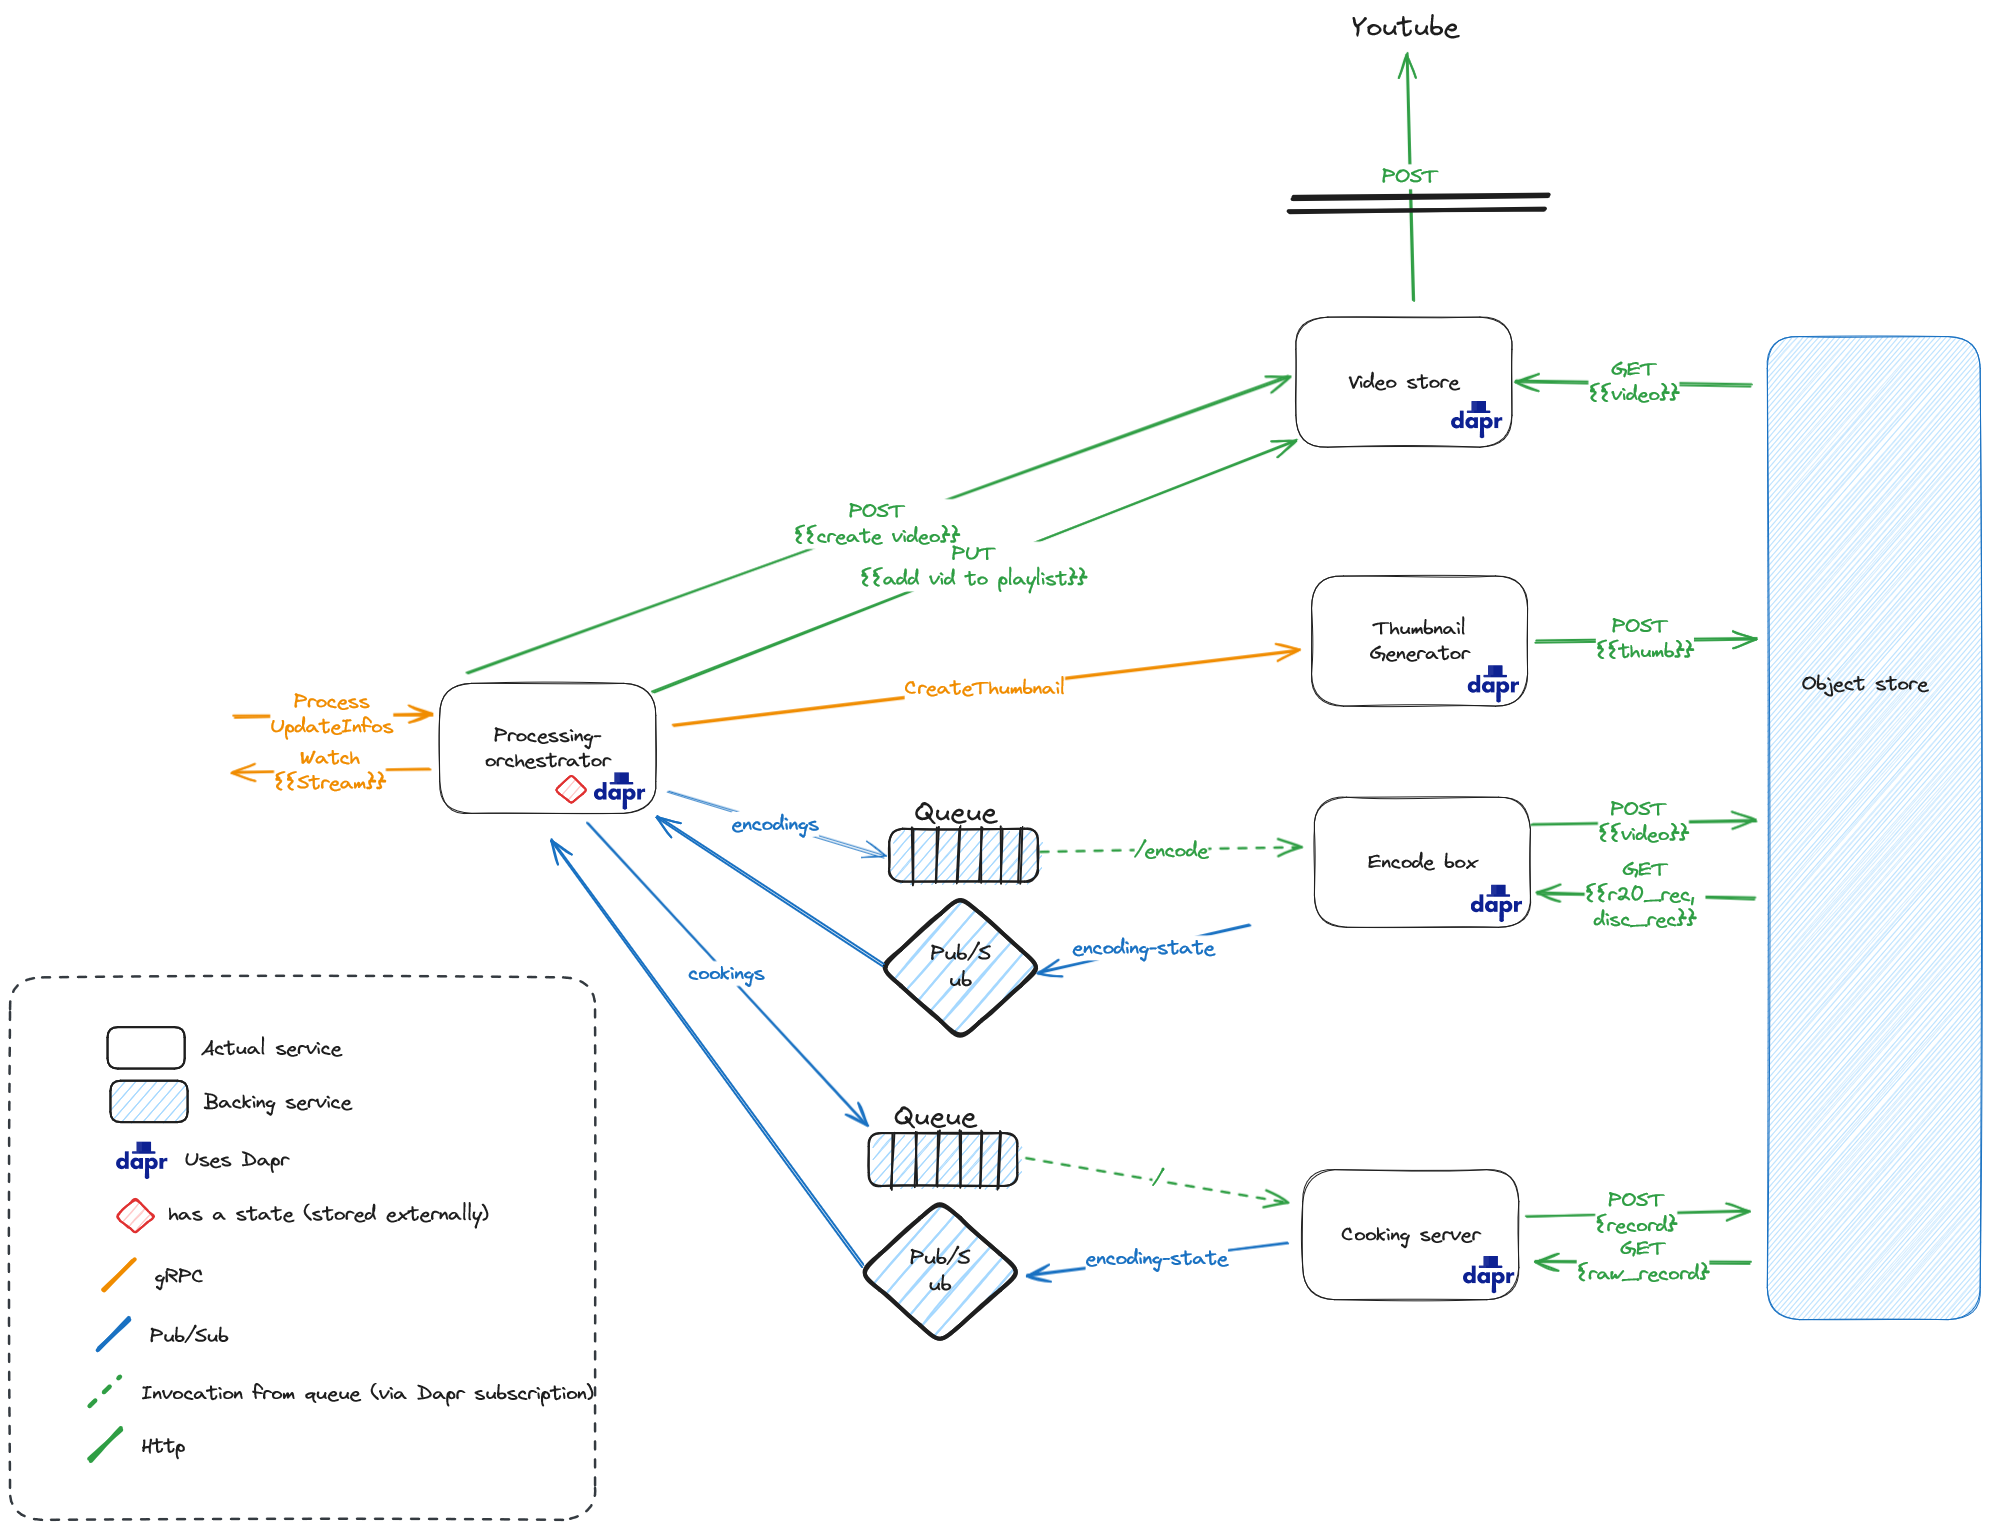 Youtube
POST
Video store
dapr
GET
{{video}}
POST
{{create video}}
PUT
{{add vid to playlist}}
Thumbnail
Generator
dapr
POST
{{thumb}}
Object store
CreateThumbnail
Process
UpdateInfos
Watch
{{Stream}}
Processing-
orchestrator
dapr
encodings
Queue
/encode
Encode box
dapr
POST
{{video}}
GET
{{r20__rec,
disc__rec}}
Pub/S
ub
encoding-state
cookings
Queue
/
Cooking server
dapr
POST
{record}
GET
{raw__record}
Pub/S
ub
encoding-state
Actual service
Backing service
dapr Uses Dapr
has a state (stored externally)
gRPC
Pub/Sub
Invocation from queue (via Dapr subscription)
Http